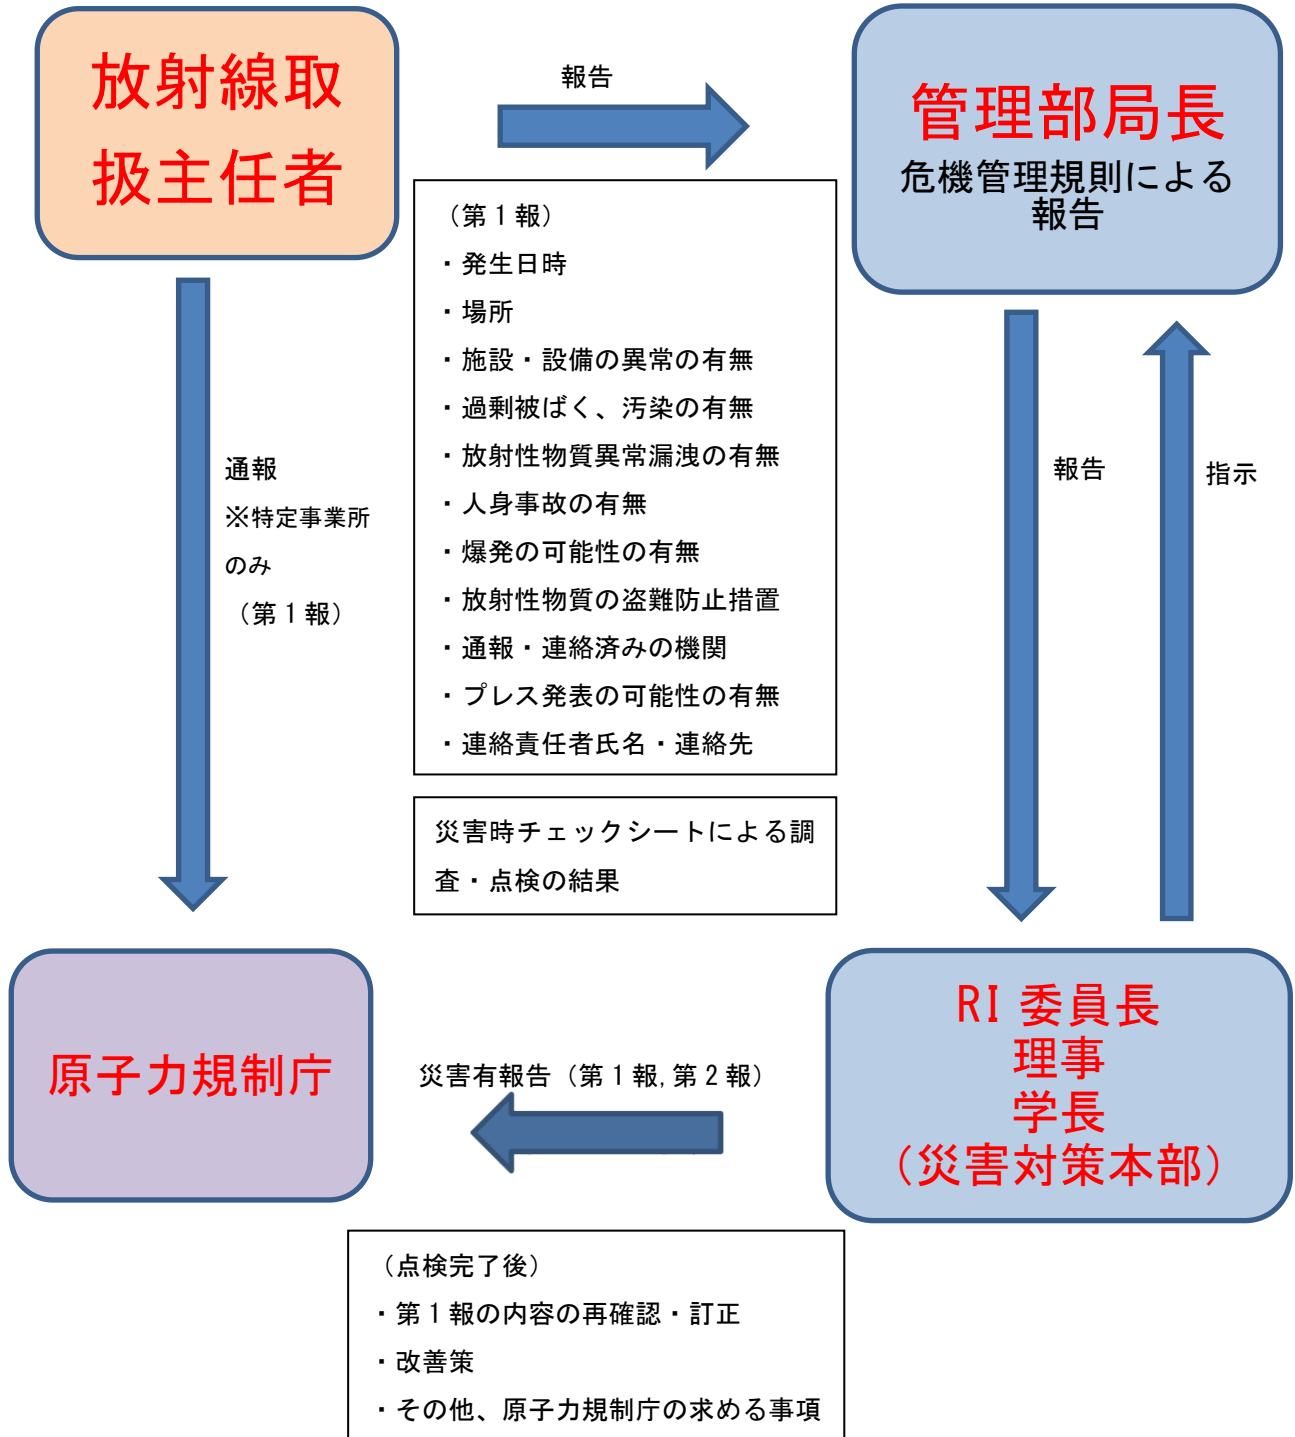 放射線取
扱主任者
報告
管理部局長
危機管理規則による
報告
（第1報）
・発生日時
・場所
・施設・設備の異常の有無
・過剰被ばく、汚染の有無
・放射性物質異常漏洩の有無
・人身事故の有無
・爆発の可能性の有無
・放射性物質の盗難防止措置
・通報・連絡済みの機関
・プレス発表の可能性の有無
・連絡責任者氏名・連絡先
通報
※特定事業所
のみ
（第1報）
報告
指示
災害時チェックシートによる調
査・点検の結果
原子力規制庁
災害有報告（第1報,第2報）
RI 委員長
理事
学長
（災害対策本部）
（点検完了後）
・第1報の内容の再確認・訂正
・改善策
・その他、原子力規制庁の求める事項